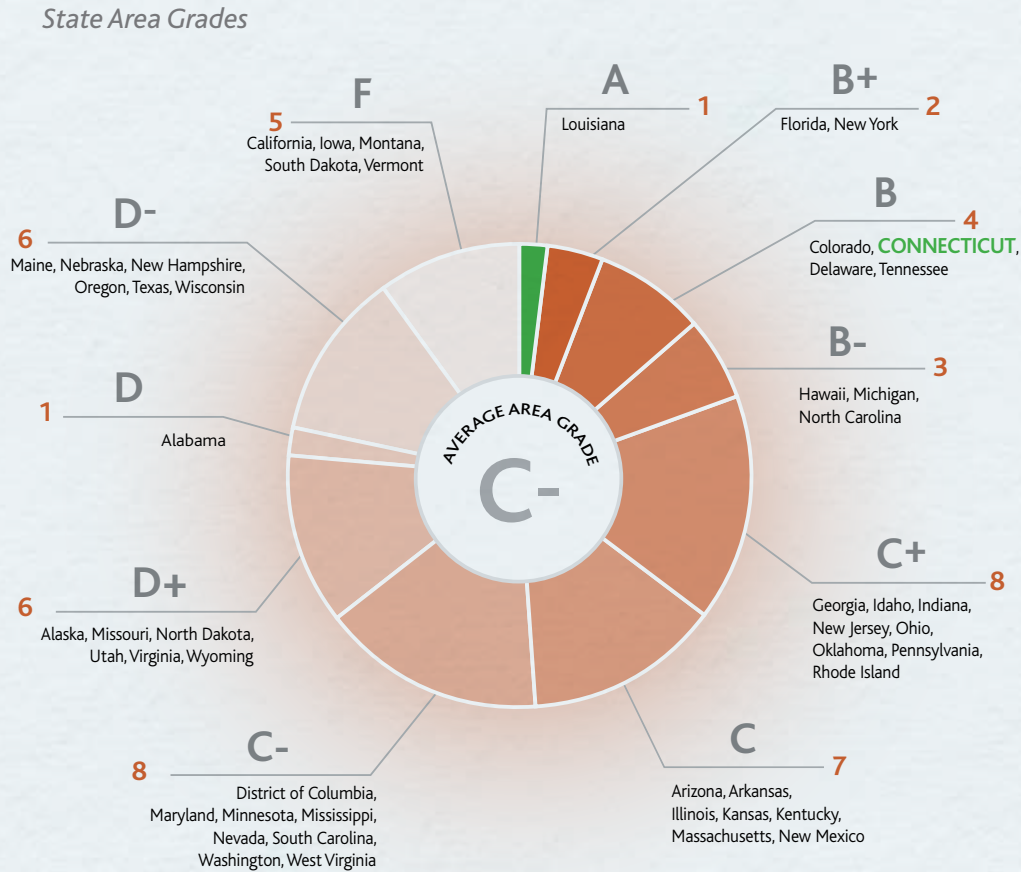 State Area Grades
F
5
California, Iowa, Montana,
South Dakota, Vermont
A
1
Louisiana
B+
2
Florida, New York
B
4
Colorado, CONNECTICUT,
Delaware, Tennessee
B-
3
Hawaii, Michigan,
North Carolina
C+
8
Georgia, Idaho, Indiana,
New Jersey, Ohio,
Oklahoma, Pennsylvania,
Rhode Island
C
7
Arizona, Arkansas,
Illinois, Kansas, Kentucky,
Massachusetts, New Mexico
C-
8
District of Columbia,
Maryland, Minnesota, Mississippi,
Nevada, South Carolina,
Washington, West Virginia
D+
6
Alaska, Missouri, North Dakota,
Utah, Virginia, Wyoming
D
1
Alabama
D-
6
Maine, Nebraska, New Hampshire,
Oregon, Texas, Wisconsin
AVERAGE AREA GRADE
C-